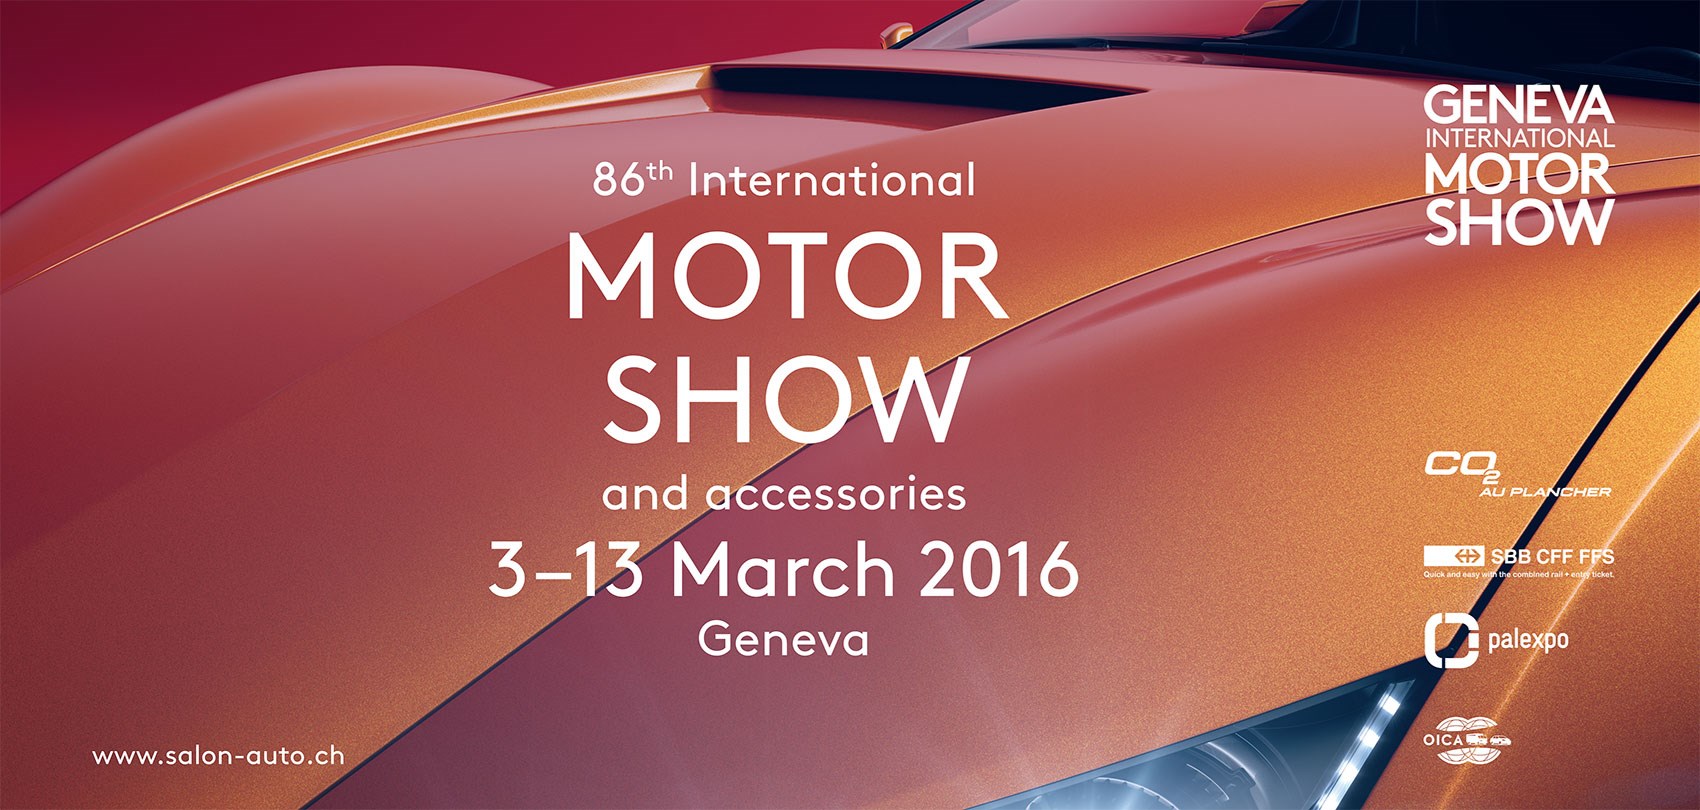 86th International
MOTOR
SHOW
and accessories
3–13 March 2016
Geneva
www.salon-auto.ch
GENEVA
INTERNATIONAL
MOTOR
SHOW
CO2
AU PLANCHER
SBB CFF FFS
Quick and easy with the combined rail + entry ticket.
palexpo
OICA